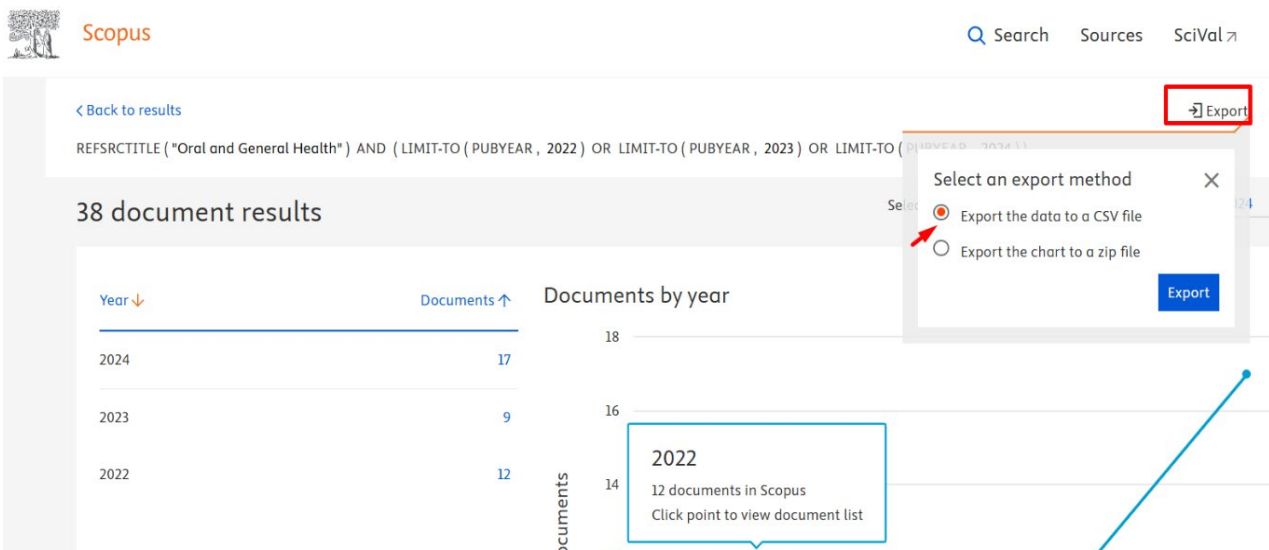 Scopus
Search Sources SciVal
Back to results
Export
REFSRCTITLE ( "Oral and General Health" ) AND ( LIMIT-TO ( PUBYEAR , 2022 ) OR LIMIT-TO ( PUBYEAR , 2023 ) OR LIMIT-TO ( PUBYEAR , 2024 ) )
38 document results
Select an export method
Export the data to a CSV file
Export the chart to a zip file
Export
Year Documents
2024 17
2023 9
2022 12
Documents by year
18
16
14
2022
12 documents in Scopus
Click point to view document list